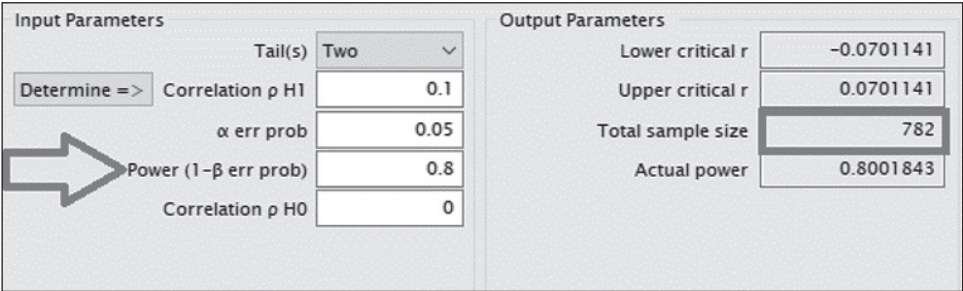 Input Parameters
Tail(s) Two
Determine => Correlation ρ H1 0.1
α err prob 0.05
Power (1-β err prob) 0.8
Correlation ρ H0 0
Output Parameters
Lower critical r -0.0701141
Upper critical r 0.0701141
Total sample size 782
Actual power 0.8001843